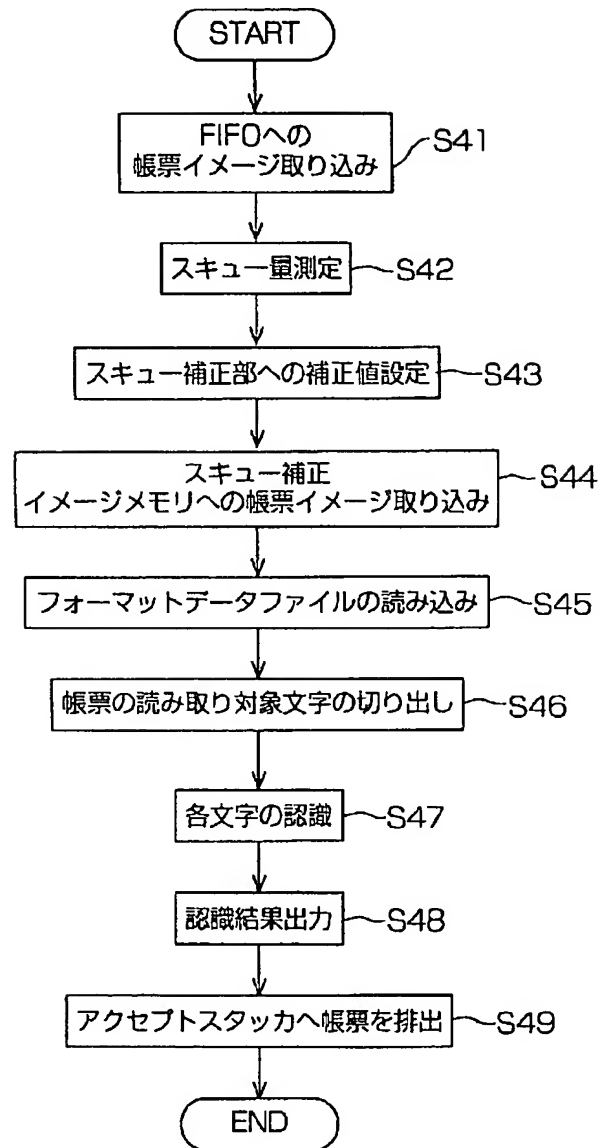 START
FIFOへの
帳票イメージ取り込み
S41
スキュー量測定
S42
スキュー補正部への補正値設定
S43
スキュー補正
イメージメモリへの帳票イメージ取り込み
S44
フォーマットデータファイルの読み込み
S45
帳票の読み取り対象文字の切り出し
S46
各文字の認識
S47
認識結果出力
S48
アクセプトスタッカへ帳票を排出
S49
END